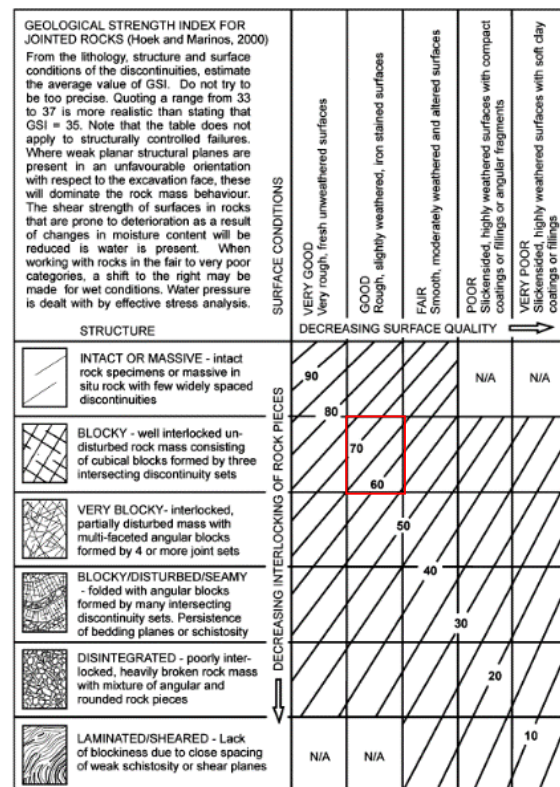 GEOLOGICAL STRENGTH INDEX FOR
JOINTED ROCKS (Hoek and Marinos, 2000)
From the lithology, structure and surface
conditions of the discontinuities, estimate
the average value of GSI. Do not try to
be too precise. Quoting a range from 33
to 37 is more realistic than stating that
GSI = 35. Note that the table does not
apply to structurally controlled failures.
Where weak planar structural planes are
present in an unfavourable orientation
with respect to the excavation face, these
will dominate the rock mass behaviour.
The shear strength of surfaces in rocks
that are prone to deterioration as a result
of changes in moisture content will be
reduced is water is present. When
working with rocks in the fair to very poor
categories, a shift to the right may be
made for wet conditions. Water pressure
is dealt with by effective stress analysis.
STRUCTURE
SURFACE CONDITIONS
VERY GOOD
Very rough, fresh unweathered surfaces
GOOD
Rough, slightly weathered, iron stained surfaces
FAIR
Smooth, moderately weathered and altered surfaces
POOR
Slickensided, highly weathered surfaces with compact
coatings or fillings or angular fragments
VERY POOR
Slickensided, highly weathered surfaces with soft clay
coatings or fillings
DECREASING SURFACE QUALITY
DECREASING INTERLOCKING OF ROCK PIECES
INTACT OR MASSIVE - intact
rock specimens or massive in
situ rock with few widely spaced
discontinuities
90
N/A
N/A
80
BLOCKY - well interlocked un-
disturbed rock mass consisting
of cubical blocks formed by three
intersecting discontinuity sets
70
60
VERY BLOCKY- interlocked,
partially disturbed mass with
multi-faceted angular blocks
formed by 4 or more joint sets
50
40
BLOCKY/DISTURBED/SEAMY
- folded with angular blocks
formed by many intersecting
discontinuity sets. Persistence
of bedding planes or schistosity
30
DISINTEGRATED - poorly inter-
locked, heavily broken rock mass
with mixture of angular and
rounded rock pieces
20
LAMINATED/SHEARED - Lack
of blockiness due to close spacing
of weak schistosity or shear planes
N/A
N/A
10